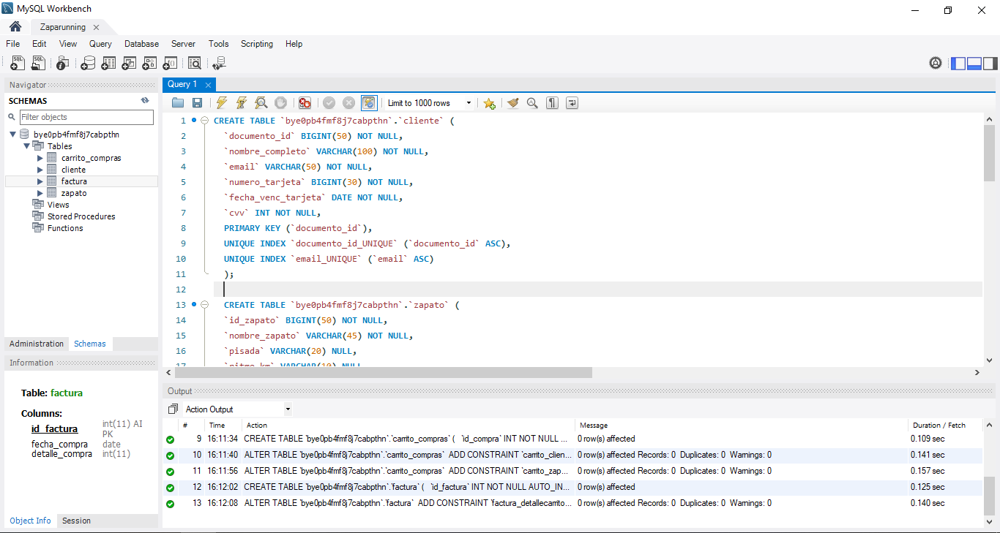 MySQL Workbench
Zaparunning
File Edit View Query Database Server Tools Scripting Help
Navigator
SCHEMAS
Filter objects
bye0pb4fmf8j7cabpthn
Tables
carrito_compras
cliente
factura
zapato
Views
Stored Procedures
Functions
Administration Schemas
Information
Table: factura
Columns:
id_factura int(11) AI PK
fecha_compra date
detalle_compra int(11)
Object Info Session
Query 1
Limit to 1000 rows
1 CREATE TABLE `bye0pb4fmf8j7cabpthn`.`cliente` (
2 `documento_id` BIGINT(50) NOT NULL,
3 `nombre_completo` VARCHAR(100) NOT NULL,
4 `email` VARCHAR(50) NOT NULL,
5 `numero_tarjeta` BIGINT(30) NOT NULL,
6 `fecha_venc_tarjeta` DATE NOT NULL,
7 `cvv` INT NOT NULL,
8 PRIMARY KEY (`documento_id`),
9 UNIQUE INDEX `documento_id_UNIQUE` (`documento_id` ASC),
10 UNIQUE INDEX `email_UNIQUE` (`email` ASC)
11 );
12
13 CREATE TABLE `bye0pb4fmf8j7cabpthn`.`zapato` (
14 `id_zapato` BIGINT(50) NOT NULL,
15 `nombre_zapato` VARCHAR(45) NOT NULL,
16 `pisada` VARCHAR(20) NULL,
17 `ritmo_km` VARCHAR(10) NULL
Output
Action Output
# Time Action Message Duration / Fetch
9 16:11:34 CREATE TABLE `bye0pb4fmf8j7cabpthn`.`carrito_compras` ( `id_compra` INT NOT NULL ... 0 row(s) affected 0.109 sec
10 16:11:40 ALTER TABLE `bye0pb4fmf8j7cabpthn`.`carrito_compras` ADD CONSTRAINT `carrito_clien... 0 row(s) affected Records: 0 Duplicates: 0 Warnings: 0 0.141 sec
11 16:11:56 ALTER TABLE `bye0pb4fmf8j7cabpthn`.`carrito_compras` ADD CONSTRAINT `carrito_zap... 0 row(s) affected Records: 0 Duplicates: 0 Warnings: 0 0.157 sec
12 16:12:02 CREATE TABLE `bye0pb4fmf8j7cabpthn`.`factura` ( `id_factura` INT NOT NULL AUTO_IN... 0 row(s) affected 0.125 sec
13 16:12:08 ALTER TABLE `bye0pb4fmf8j7cabpthn`.`factura` ADD CONSTRAINT `factura_detallecarrito... 0 row(s) affected Records: 0 Duplicates: 0 Warnings: 0 0.140 sec